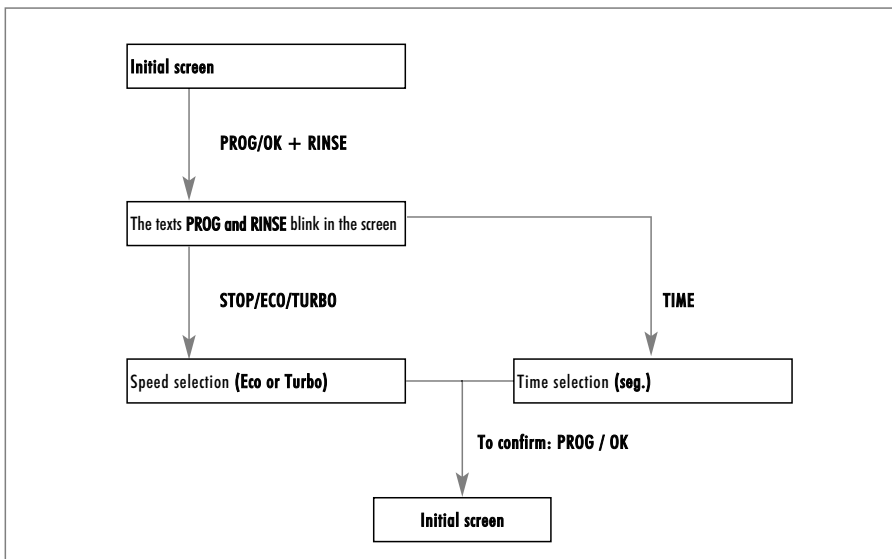 Initial screen
PROG/OK + RINSE
The texts PROG and RINSE blink in the screen
STOP/ECO/TURBO
TIME
Speed selection (Eco or Turbo)
Time selection (seg.)
To confirm: PROG / OK
Initial screen